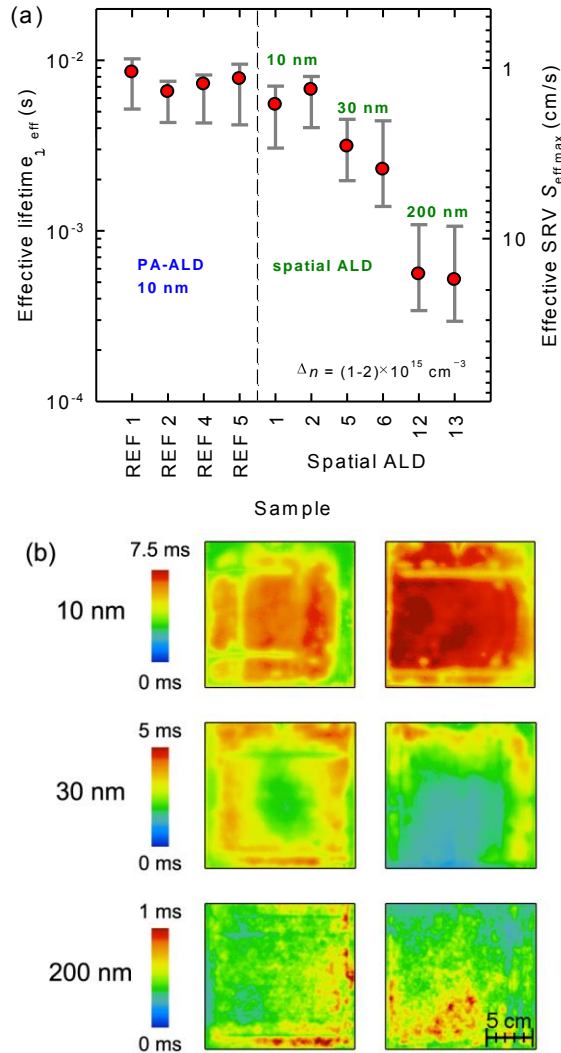 (a)
10⁻²
10⁻³
10⁻⁴
Effective lifetime τ eff (s)
10 nm
30 nm
200 nm
PA-ALD
10 nm
spatial ALD
Δn = (1-2)×10¹⁵ cm⁻³
1
10
Effective SRV Seff max (cm/s)
REF 1
REF 2
REF 4
REF 5
1
2
5
6
12
13
Spatial ALD
Sample
(b)
7.5 ms
10 nm
0 ms
5 ms
30 nm
0 ms
1 ms
200 nm
0 ms
5 cm